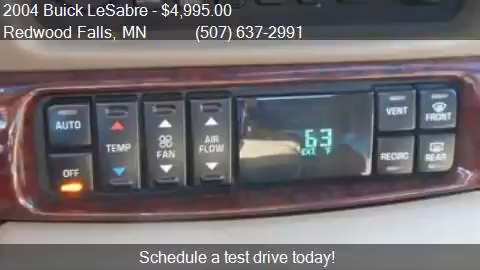 2004 Buick LeSabre - $4,995.00
Redwood Falls, MN (507) 637-2991
AUTO
OFF
TEMP
FAN
AIR
FLOW
63
EXT. °F
VENT
FRONT
RECIRC
REAR
Schedule a test drive today!